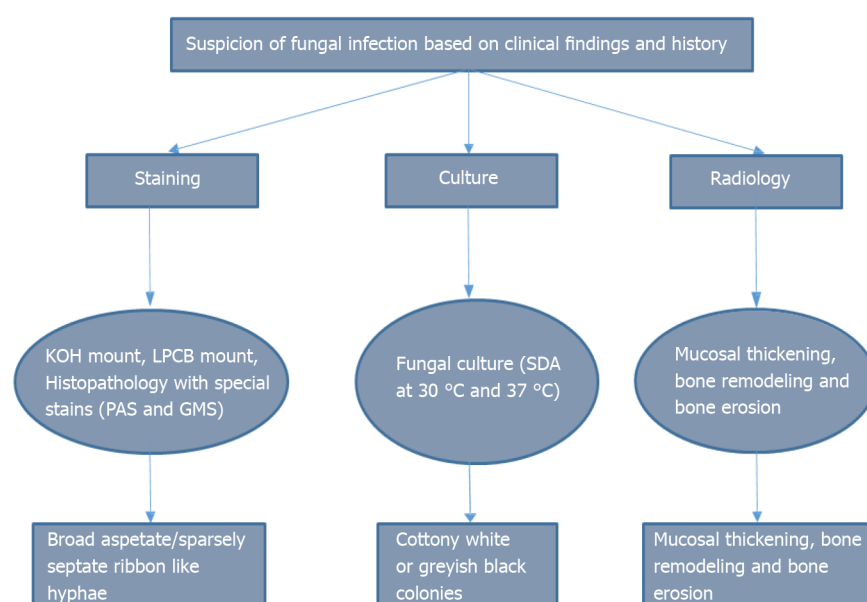 Suspicion of fungal infection based on clinical findings and history
Staining
Culture
Radiology
KOH mount, LPCB mount,
Histopathology with special
stains (PAS and GMS)
Fungal culture (SDA
at 30 °C and 37 °C)
Mucosal thickening,
bone remodeling and
bone erosion
Broad aspetate/sparsely
septate ribbon like
hyphae
Cottony white
or greyish black
colonies
Mucosal thickening, bone
remodeling and bone
erosion